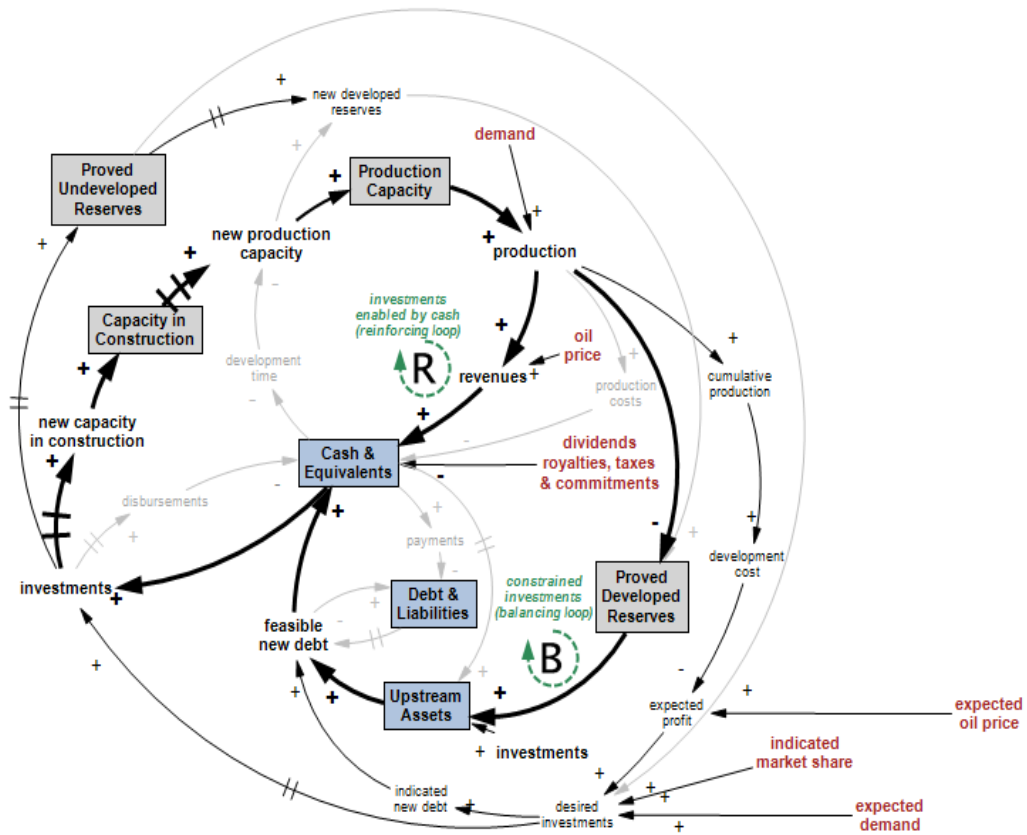 new developed
reserves
demand
Proved
Undeveloped
Reserves
Production
Capacity
new production
capacity
production
investments
enabled by cash
(reinforcing loop)
R
Capacity in
Construction
oil
price
development
time
revenues
production
costs
cumulative
production
new capacity
in construction
Cash &
Equivalents
dividends
royalties, taxes
& commitments
disbursements
payments
development
cost
investments
Debt &
Liabilities
constrained
investments
(balancing loop)
B
Proved
Developed
Reserves
feasible
new debt
Upstream
Assets
expected
profit
expected
oil price
+ investments
indicated
market share
indicated
new debt
desired
investments
expected
demand